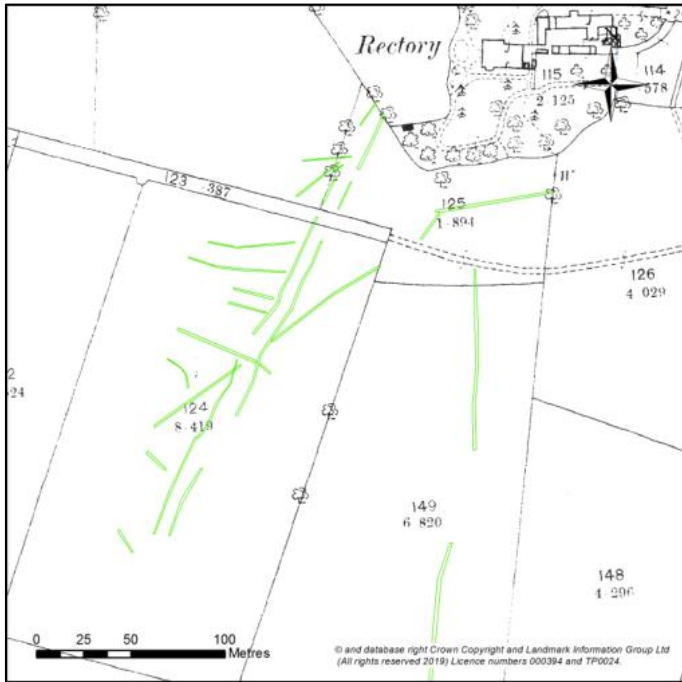 Rectory
114
578
115
2·125
123 ·387
125
1·894
W
126
4·029
2
·24
124
8·419
149
6·820
148
4·296
0 25 50 100
Metres
© and database right Crown Copyright and Landmark Information Group Ltd
(All rights reserved 2019) Licence numbers 000394 and TP0024.